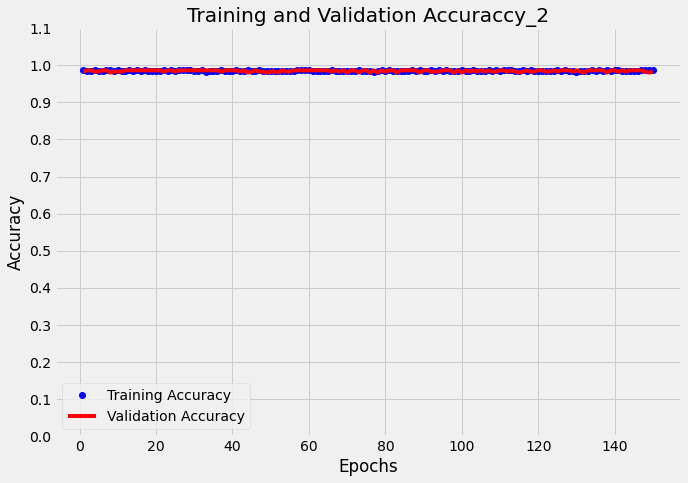 Training and Validation Accuraccy_2
1.1
1.0
0.9
0.8
0.7
0.6
0.5
0.4
0.3
0.2
0.1
0.0
Accuracy
Training Accuracy
Validation Accuracy
0 20 40 60 80 100 120 140
Epochs